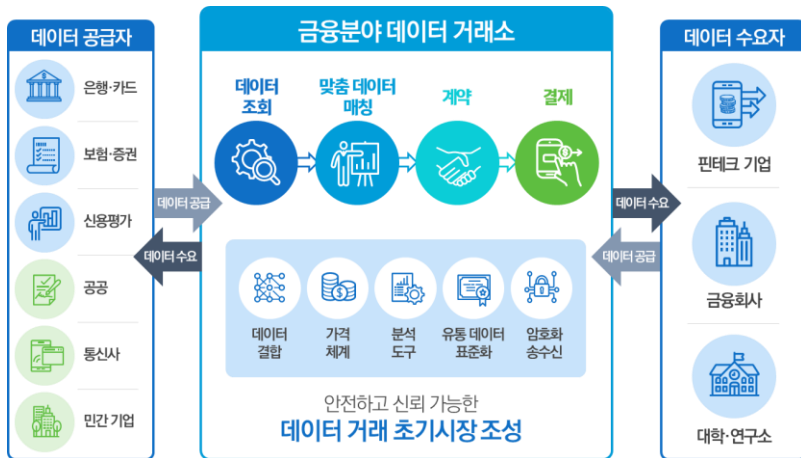 데이터 공급자
은행·카드
보험·증권
신용평가
공공
통신사
민간 기업
데이터 공급
데이터 수요
금융분야 데이터 거래소
데이터
조회
맞춤 데이터
매칭
계약
결제
데이터
결합
가격
체계
분석
도구
유통 데이터
표준화
암호화
송수신
안전하고 신뢰 가능한
데이터 거래 초기시장 조성
데이터 수요
데이터 공급
데이터 수요자
핀테크 기업
금융회사
대학·연구소